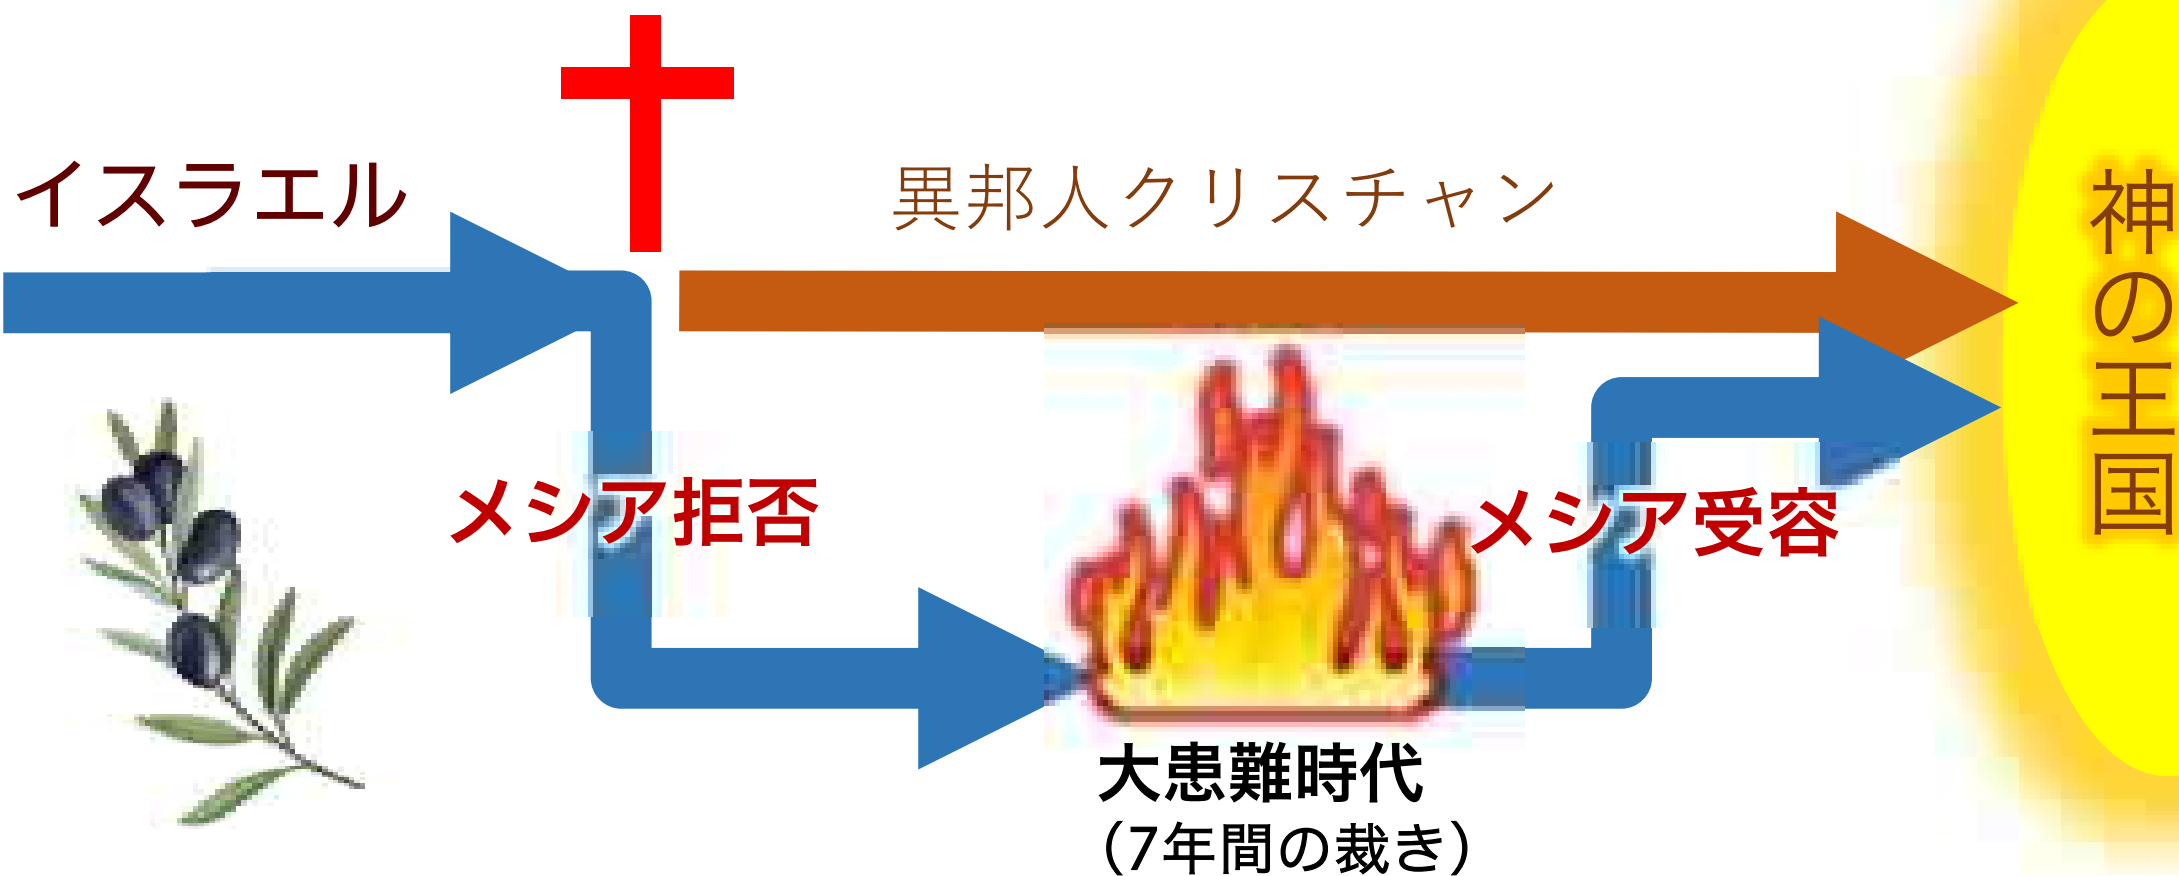 イスラエル
異邦人クリスチャン
神の王国
メシア拒否
メシア受容
大患難時代
（7年間の裁き）